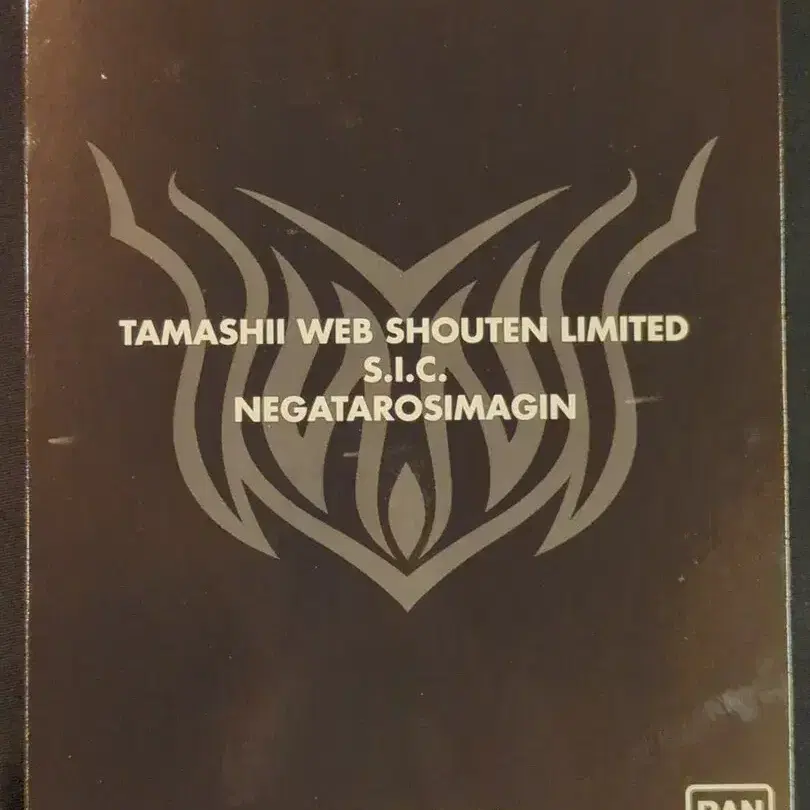 TAMASHII WEB SHOUTEN LIMITED
S.I.C.
NEGATAROSIMAGIN
BAN